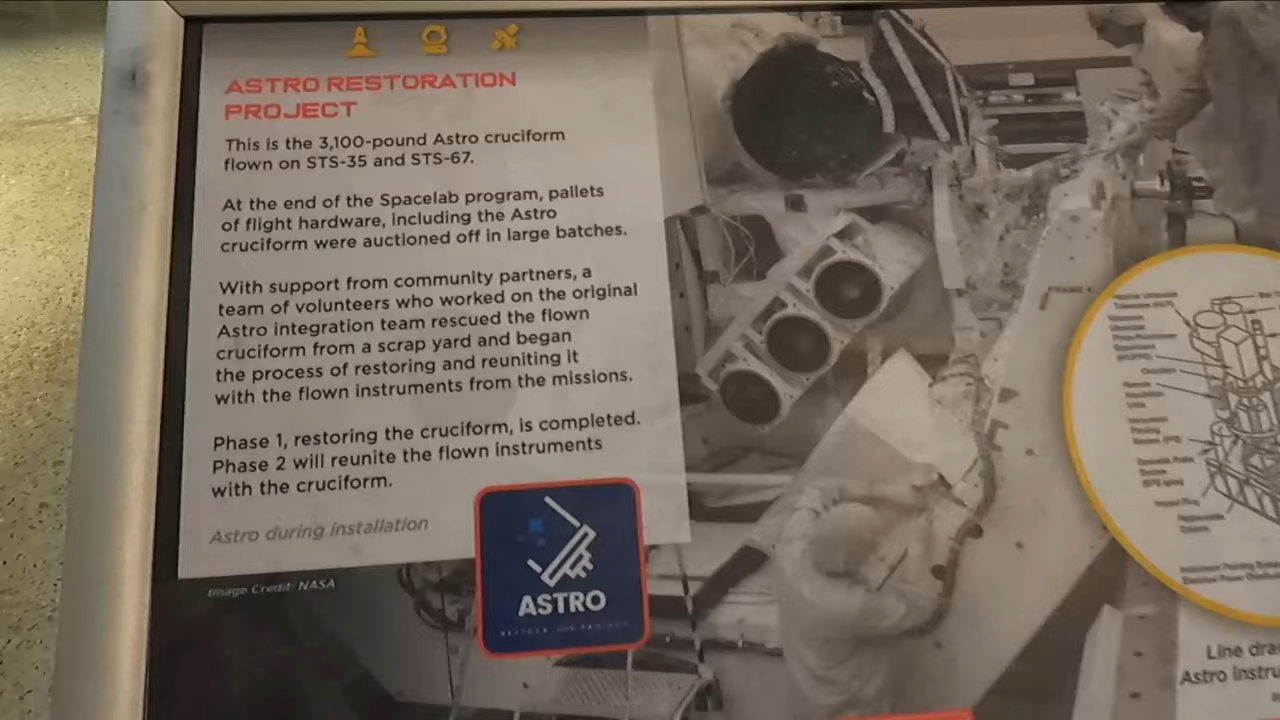 ASTRO RESTORATION
PROJECT
This is the 3,100-pound Astro cruciform
flown on STS-35 and STS-67.
At the end of the Spacelab program, pallets
of flight hardware, including the Astro
cruciform were auctioned off in large batches.
With support from community partners, a
team of volunteers who worked on the original
Astro integration team rescued the flown
cruciform from a scrap yard and began
the process of restoring and reuniting it
with the flown instruments from the missions.
Phase 1, restoring the cruciform, is completed.
Phase 2 will reunite the flown instruments
with the cruciform.
Astro during installation
Image Credit: NASA
ASTRO
FRAME 4
Line dra
Astro instru